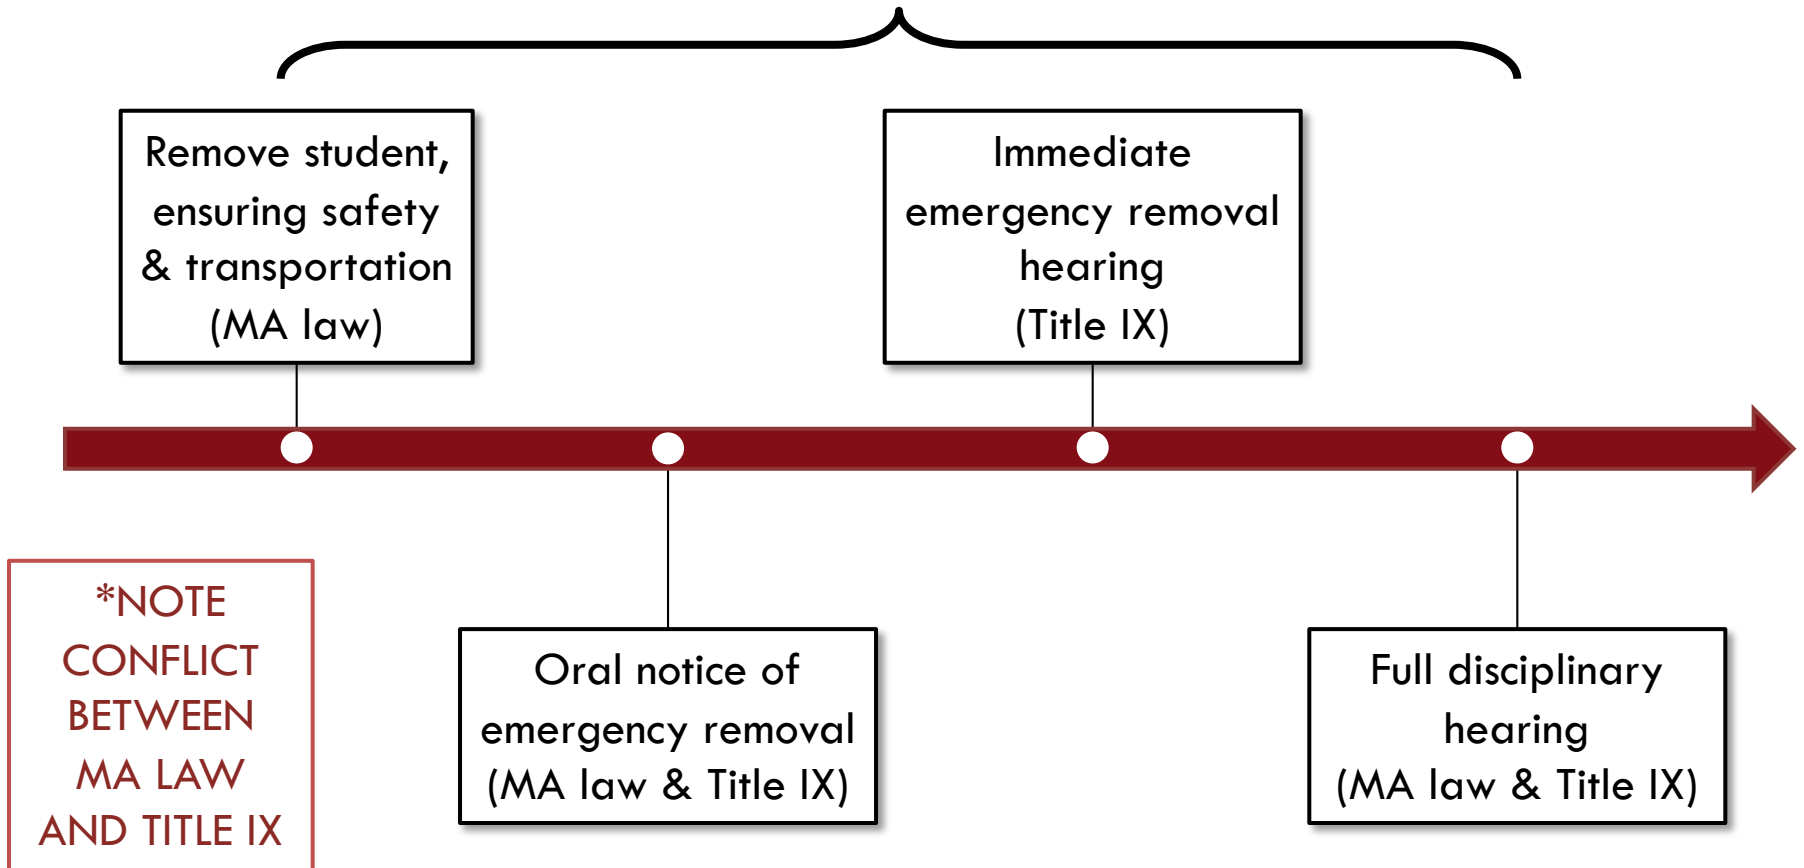 Remove student,
ensuring safety
& transportation
(MA law)
Immediate
emergency removal
hearing
(Title IX)
*NOTE
CONFLICT
BETWEEN
MA LAW
AND TITLE IX
Oral notice of
emergency removal
(MA law & Title IX)
Full disciplinary
hearing
(MA law & Title IX)